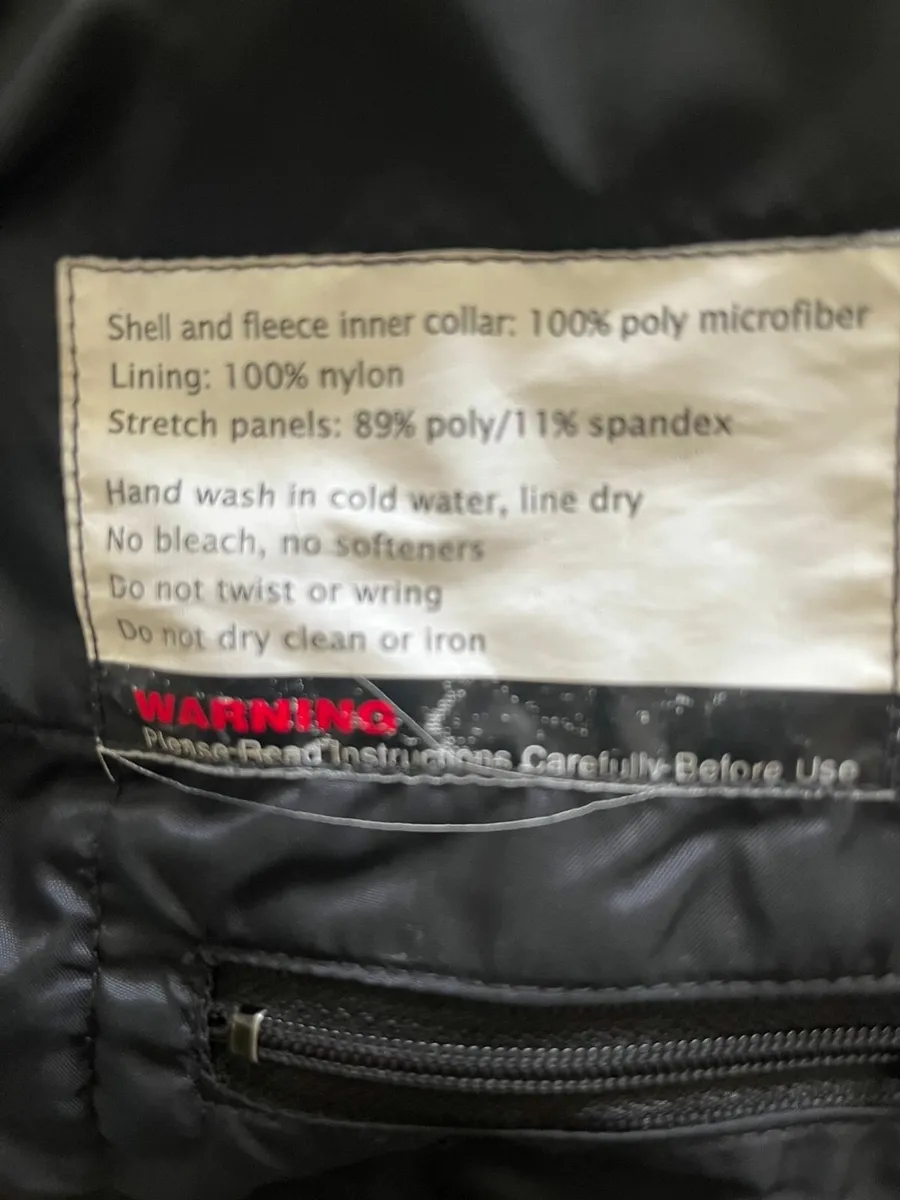 Shell and fleece inner collar: 100% poly microfiber
Lining: 100% nylon
Stretch panels: 89% poly/11% spandex
Hand wash in cold water, line dry
No bleach, no softeners
Do not twist or wring
Do not dry clean or iron
WARNING
Please Read Instructions Carefully Before Use